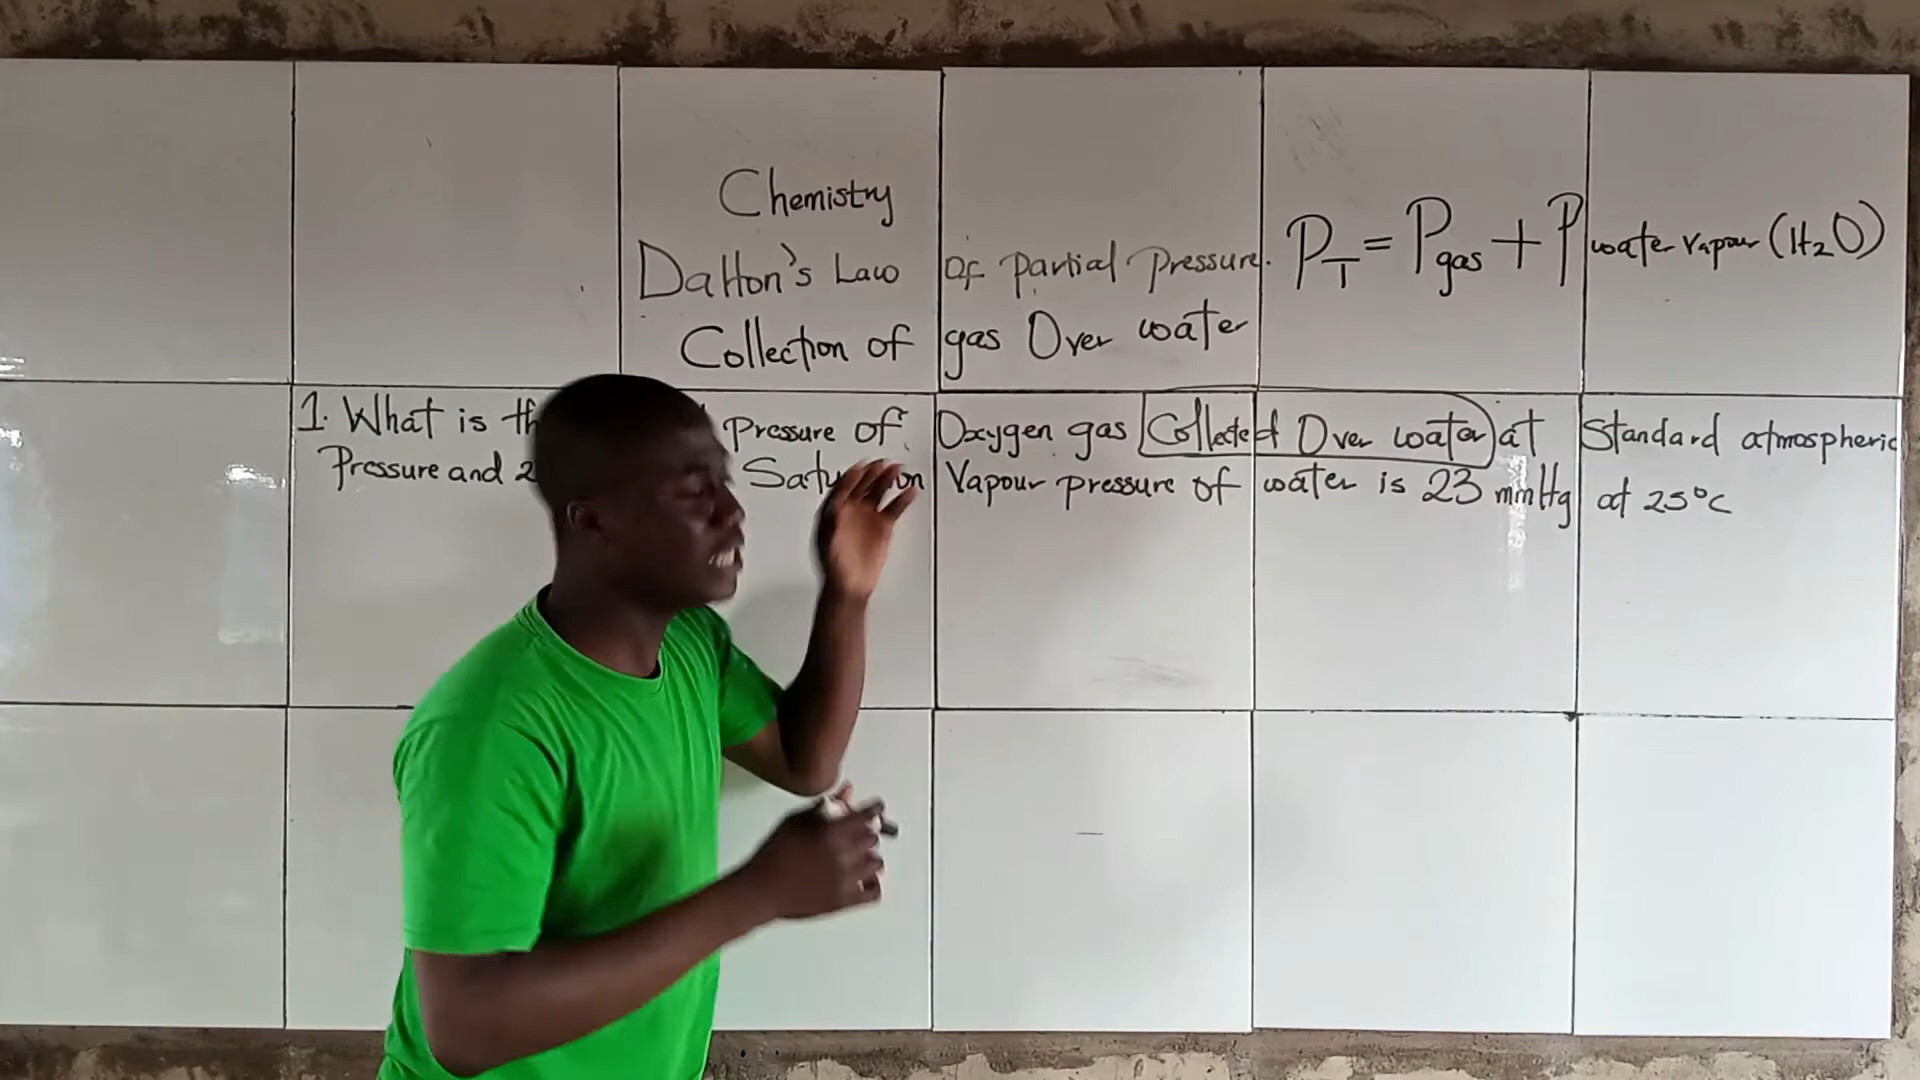 Chemistry
Dalton's Law of partial pressure.
Collection of gas Over water
P_T = P_gas + P water vapour (H₂O)
1. What is pressure of Oxygen gas Collected Over water at Standard atmospheric
Pressure and Vapour pressure of water is 23 mmHg at 25°C